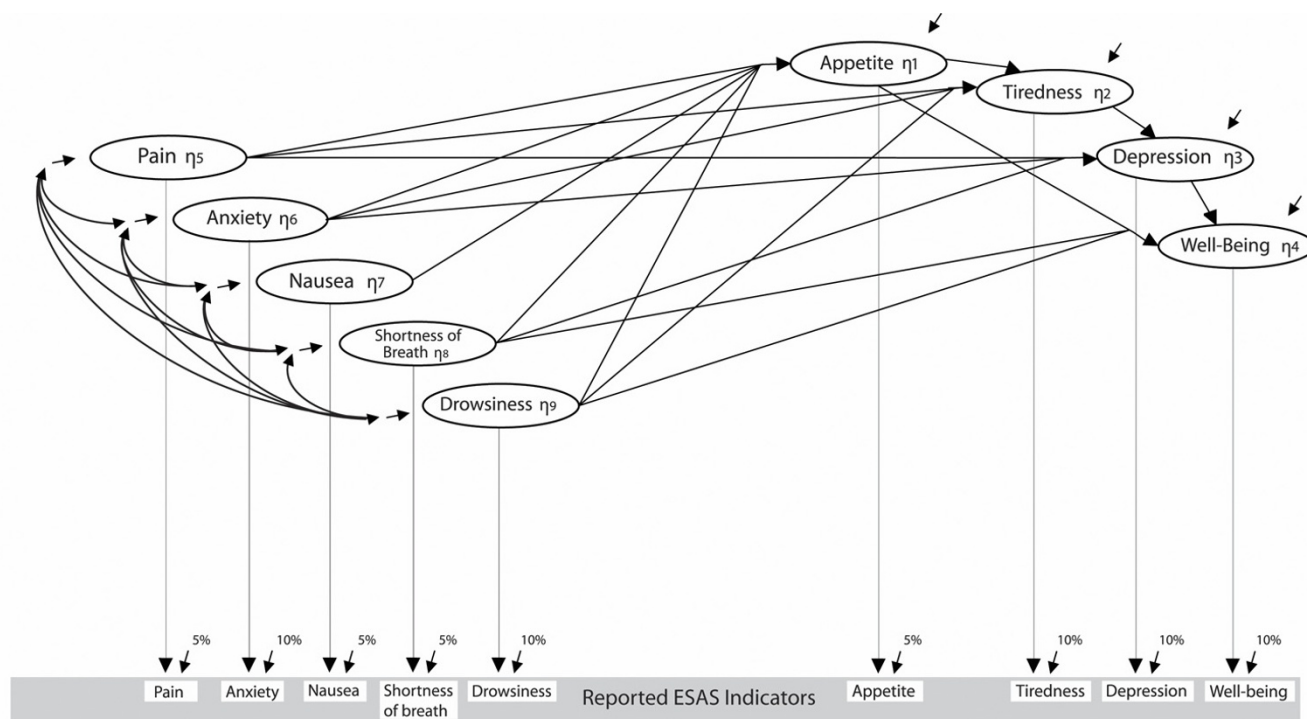 Appetite η1
Tiredness η2
Pain η5
Depression η3
Anxiety η6
Well-Being η4
Nausea η7
Shortness of
Breath η8
Drowsiness η9
5%
10%
5%
5%
10%
5%
10%
10%
10%
Pain
Anxiety
Nausea
Shortness
of breath
Drowsiness
Reported ESAS Indicators
Appetite
Tiredness
Depression
Well-being